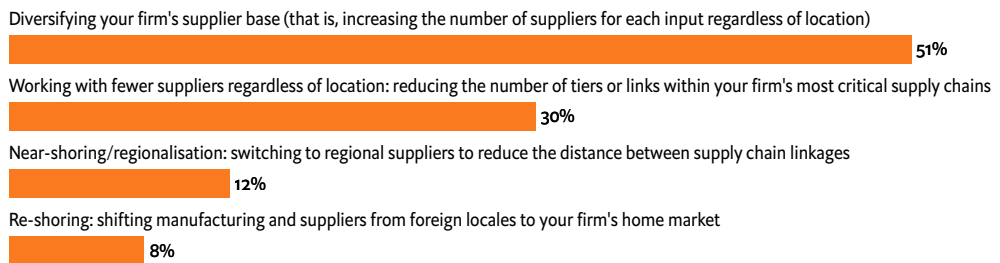 Diversifying your firm's supplier base (that is, increasing the number of suppliers for each input regardless of location)
51%
Working with fewer suppliers regardless of location: reducing the number of tiers or links within your firm's most critical supply chains
30%
Near-shoring/regionalisation: switching to regional suppliers to reduce the distance between supply chain linkages
12%
Re-shoring: shifting manufacturing and suppliers from foreign locales to your firm's home market
8%